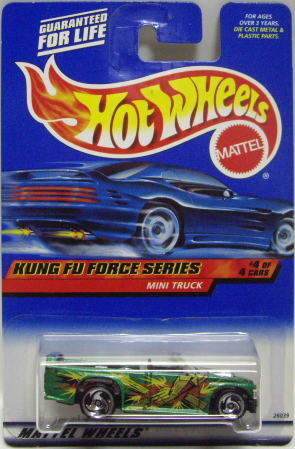 GUARANTEED
FOR LIFE
FOR AGES
OVER 3 YEARS.
DIE CAST METAL &
PLASTIC PARTS.
HOT WHEELS
MATTEL
®
KUNG FU FORCE SERIES
MINI TRUCK
#4 OF
4 CARS
26039
MATTEL WHEELS